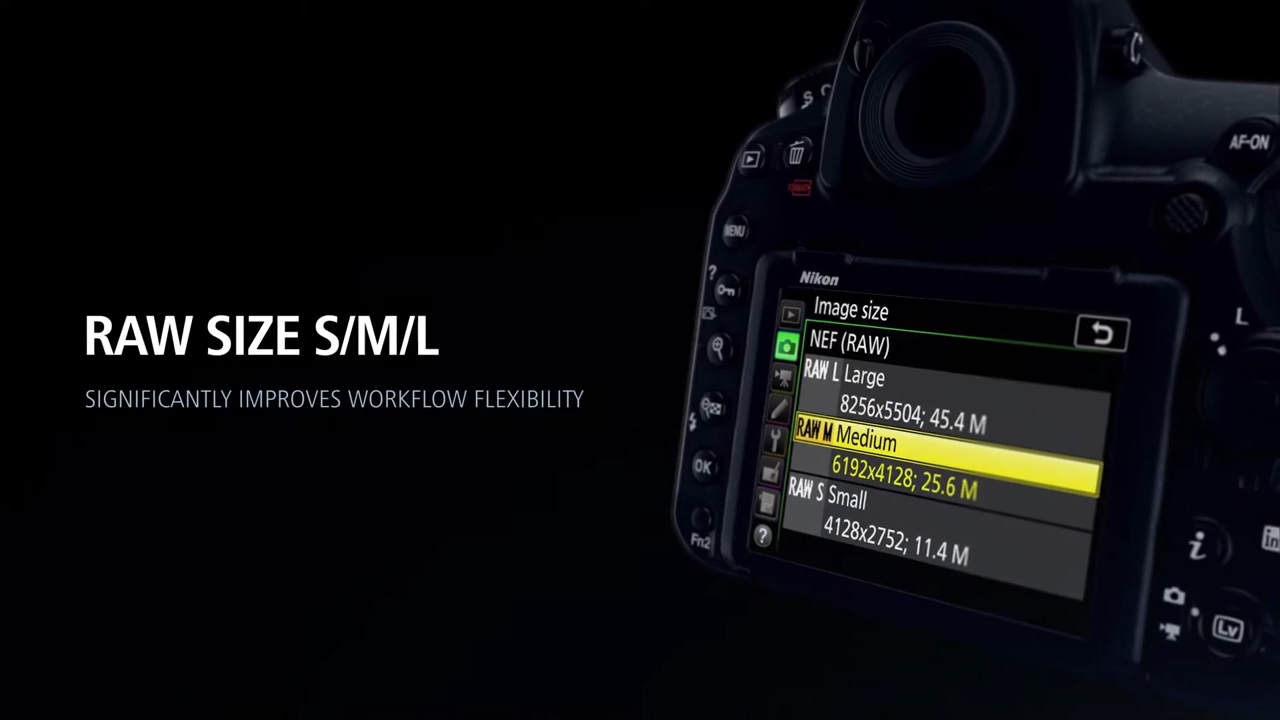 RAW SIZE S/M/L
SIGNIFICANTLY IMPROVES WORKFLOW FLEXIBILITY
S
AF-ON
FORMAT
MENU
?
Nikon
Image size
NEF (RAW)
RAW L Large
8256x5504; 45.4 M
RAW M Medium
6192x4128; 25.6 M
RAW S Small
4128x2752; 11.4 M
OK
Fn2
?
L
i
Lv